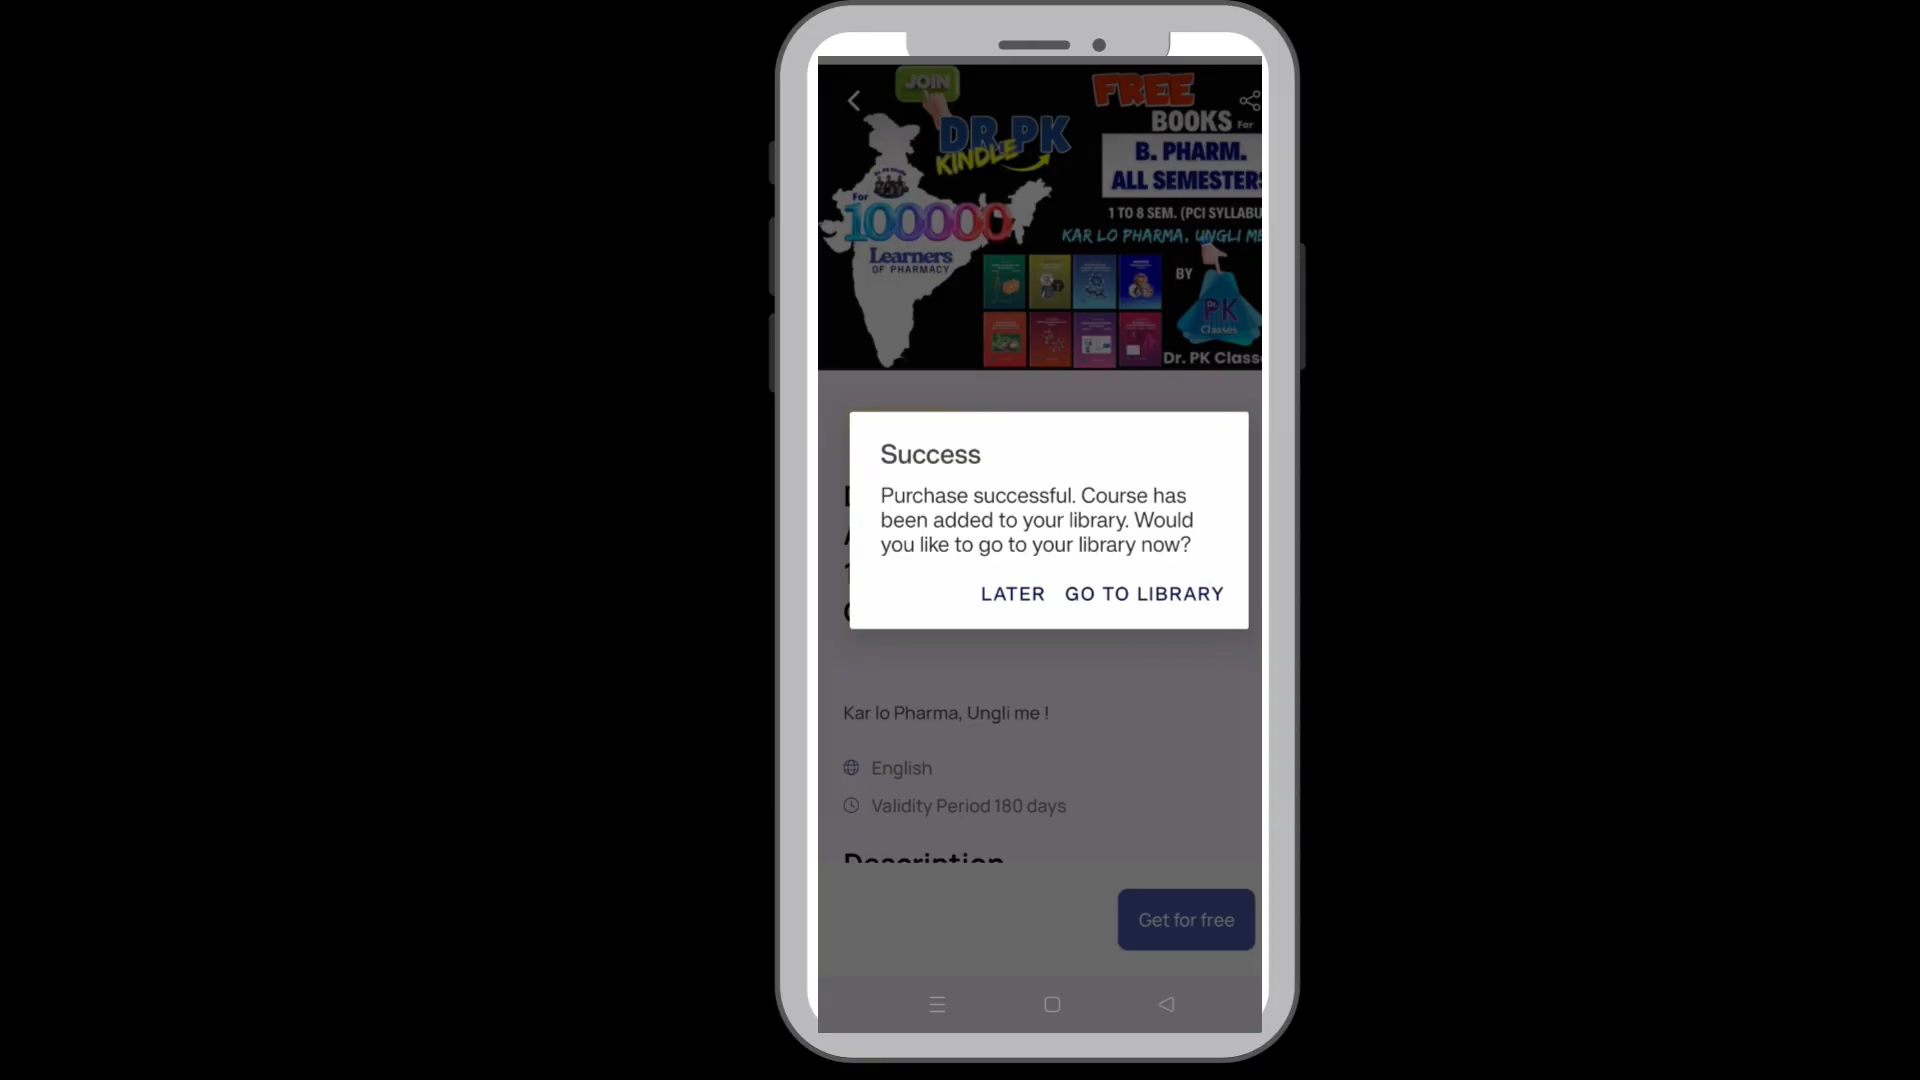 JOIN
DR.PK
KINDLE
For
100000
Learners
OF PHARMACY
FREE
BOOKS For
B. PHARM.
ALL SEMESTER
1 TO 8 SEM. (PCI SYLLABU
KAR LO PHARMA, UNGLI ME
BY
Dr.
PK
Classes
Dr. PK Class
Success
Purchase successful. Course has
been added to your library. Would
you like to go to your library now?
LATER GO TO LIBRARY
Kar lo Pharma, Ungli me !
English
Validity Period 180 days
Description
Get for free